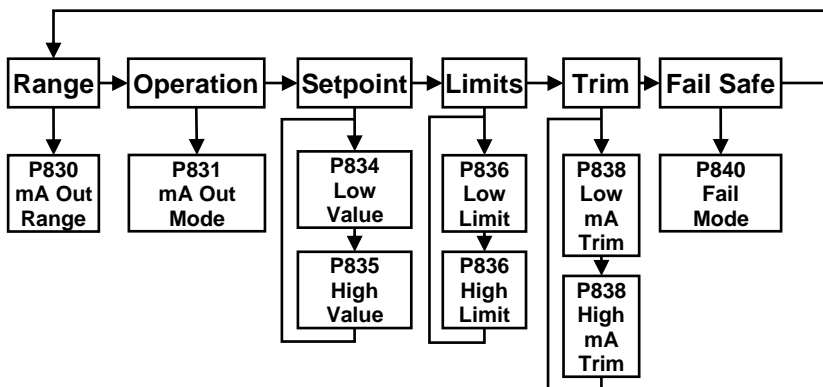 Range
Operation
Setpoint
Limits
Trim
Fail Safe
P830
mA Out
Range
P831
mA Out
Mode
P834
Low
Value
P835
High
Value
P836
Low
Limit
P836
High
Limit
P838
Low
mA
Trim
P838
High
mA
Trim
P840
Fail
Mode